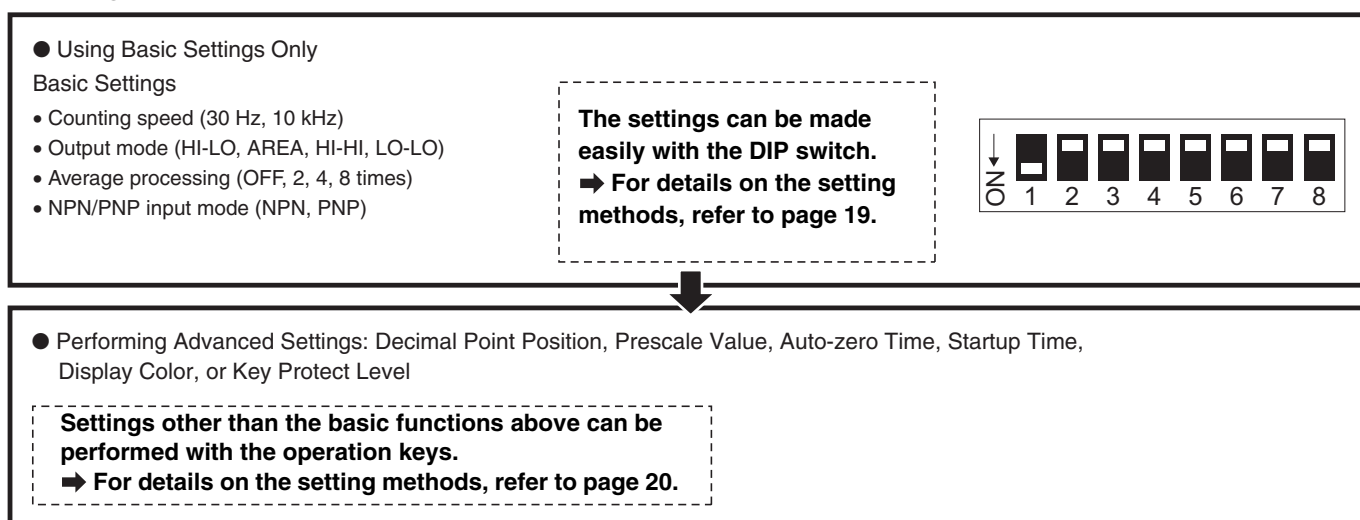 ● Using Basic Settings Only
Basic Settings
• Counting speed (30 Hz, 10 kHz)
• Output mode (HI-LO, AREA, HI-HI, LO-LO)
• Average processing (OFF, 2, 4, 8 times)
• NPN/PNP input mode (NPN, PNP)
The settings can be made
easily with the DIP switch.
➡ For details on the setting
methods, refer to page 19.
ON→
1 2 3 4 5 6 7 8
● Performing Advanced Settings: Decimal Point Position, Prescale Value, Auto-zero Time, Startup Time,
Display Color, or Key Protect Level
Settings other than the basic functions above can be
performed with the operation keys.
➡ For details on the setting methods, refer to page 20.